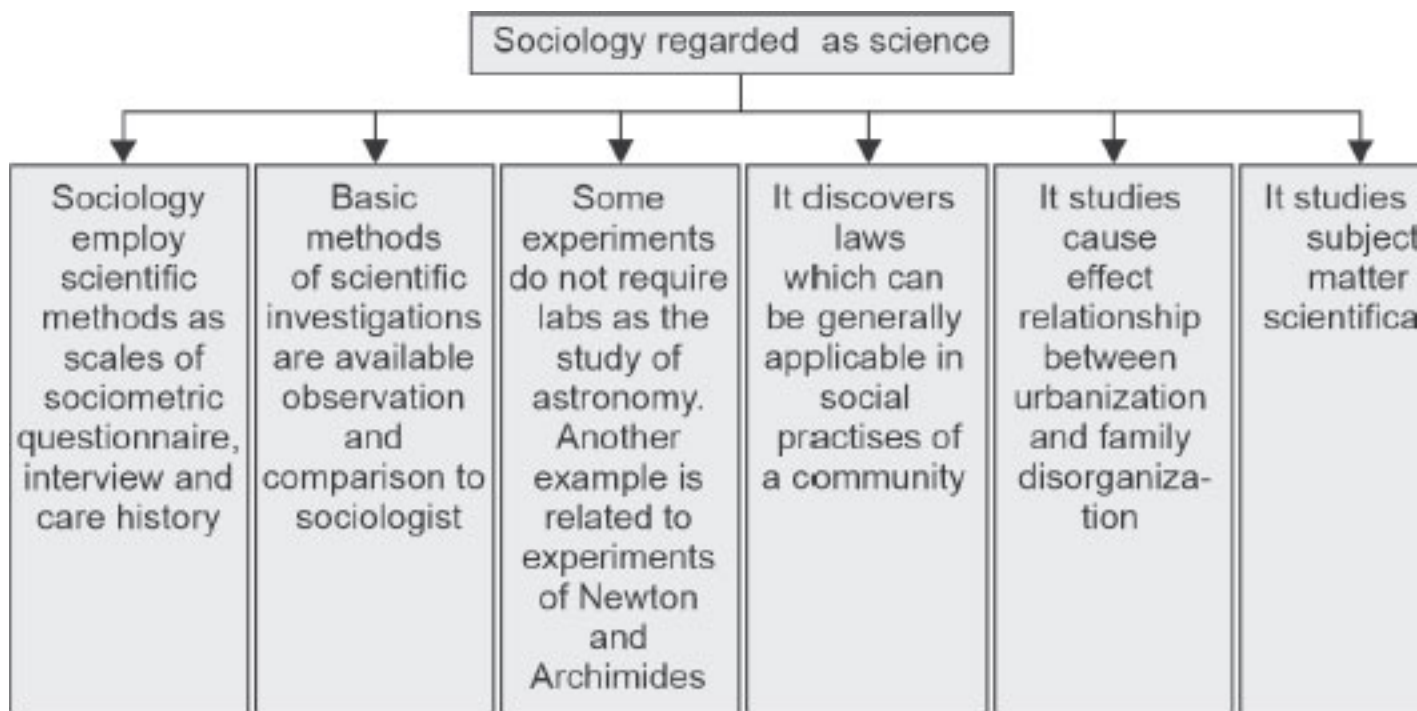 Sociology regarded as science
Sociology
employ
scientific
methods as
scales of
sociometric
questionnaire,
interview and
care history
Basic
methods
of scientific
investigations
are available
observation
and
comparison to
sociologist
Some
experiments
do not require
labs as the
study of
astronomy.
Another
example is
related to
experiments
of Newton
and
Archimides
It discovers
laws
which can
be generally
applicable in
social
practises of
a community
It studies
cause
effect
relationship
between
urbanization
and family
disorganiza-
tion
It studies
subject
matter